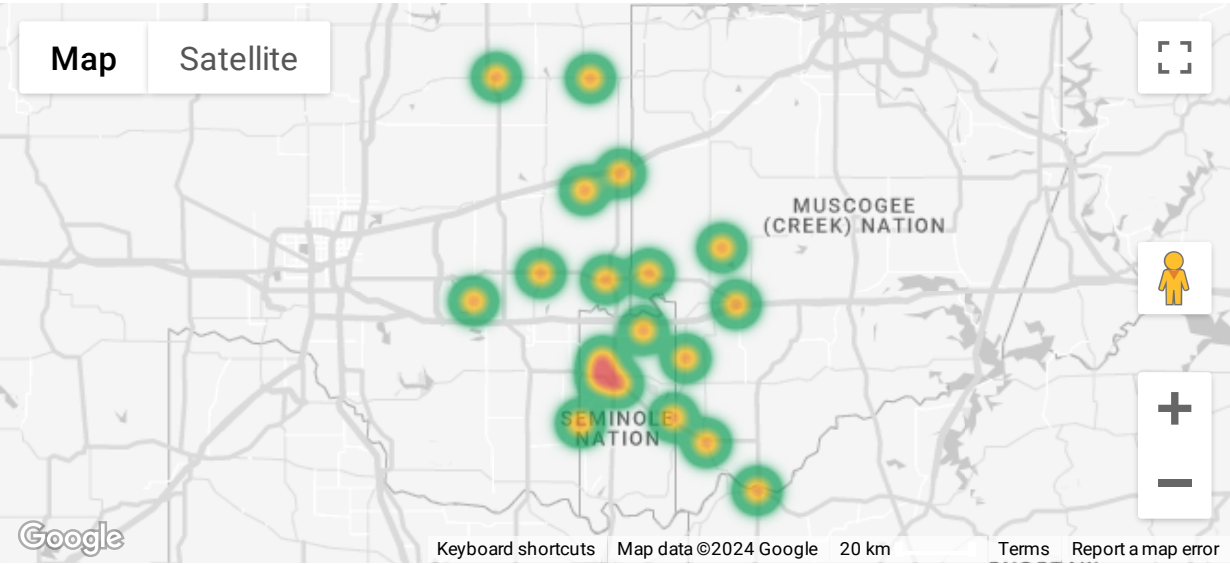 Map
Satellite
MUSCOGEE
(CREEK) NATION
SEMINOLE
NATION
Google
Keyboard shortcuts
Map data ©2024 Google
20 km
Terms
Report a map error